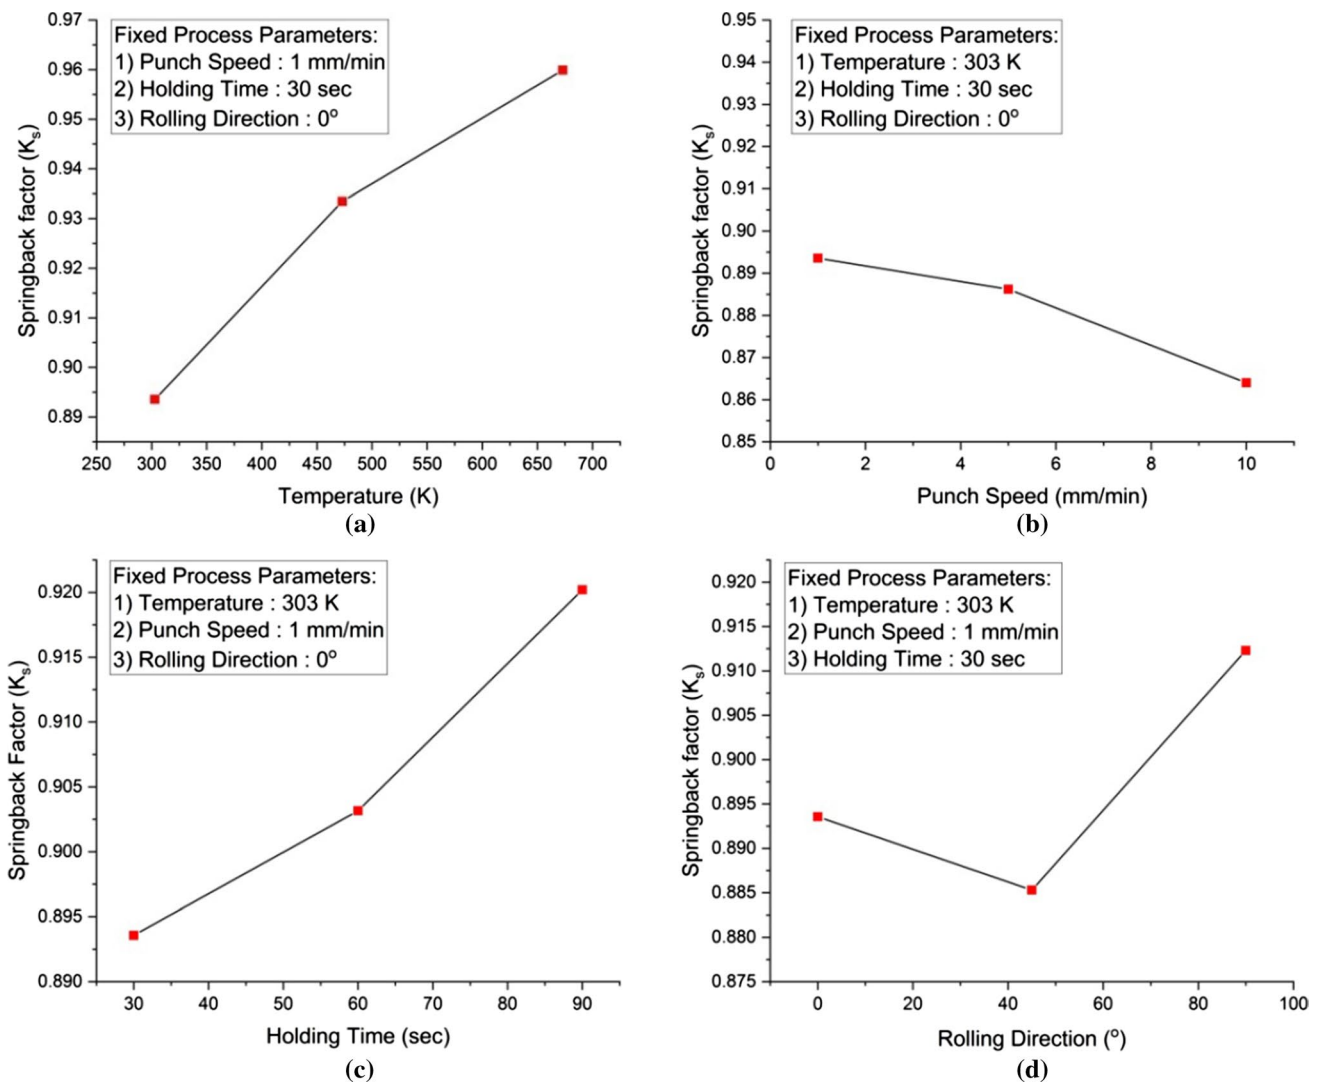 0.97
0.96
0.95
0.94
0.93
0.92
0.91
0.90
0.89
Springback factor (Ks)
Fixed Process Parameters:
1) Punch Speed : 1 mm/min
2) Holding Time : 30 sec
3) Rolling Direction : 0°
250 300 350 400 450 500 550 600 650 700
Temperature (K)
(a)
0.95
0.94
0.93
0.92
0.91
0.90
0.89
0.88
0.87
0.86
0.85
Springback factor (Ks)
Fixed Process Parameters:
1) Temperature : 303 K
2) Holding Time : 30 sec
3) Rolling Direction : 0°
0 2 4 6 8 10
Punch Speed (mm/min)
(b)
0.920
0.915
0.910
0.905
0.900
0.895
0.890
Springback Factor (Ks)
Fixed Process Parameters:
1) Temperature : 303 K
2) Punch Speed : 1 mm/min
3) Rolling Direction : 0°
30 40 50 60 70 80 90
Holding Time (sec)
(c)
0.920
0.915
0.910
0.905
0.900
0.895
0.890
0.885
0.880
0.875
Springback factor (Ks)
Fixed Process Parameters:
1) Temperature : 303 K
2) Punch Speed : 1 mm/min
3) Holding Time : 30 sec
0 20 40 60 80 100
Rolling Direction (°)
(d)